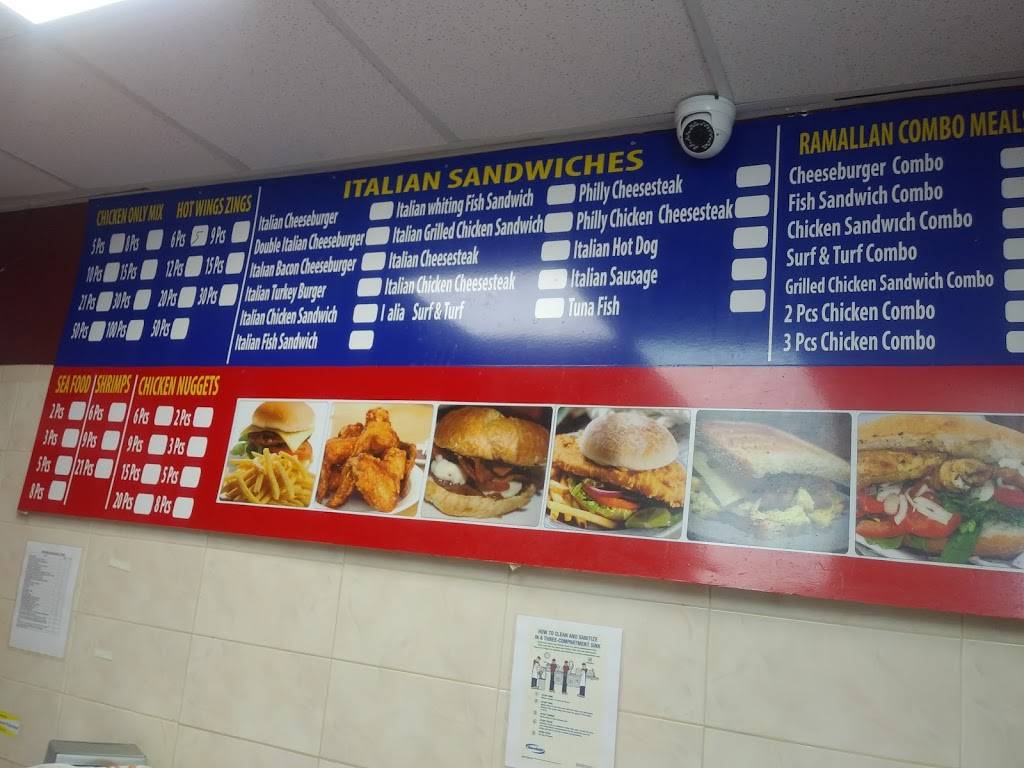 CHICKEN ONLY MIX
5 Pcs 8 Pcs
10 Pcs 15 Pcs
21 Pcs 30 Pcs
50 Pcs 100 Pcs
HOT WINGS ZINGS
6 Pcs 5 9 Pcs
12 Pcs 15 Pcs
20 Pcs 30 Pcs
50 Pcs
ITALIAN SANDWICHES
Italian Cheeseburger
Double Italian Cheeseburger
Italian Bacon Cheeseburger
Italian Turkey Burger
Italian Chicken Sandwich
Italian Fish Sandwich
Italian whiting Fish Sandwich
Italian Grilled Chicken Sandwich
Italian Cheesesteak
Italian Chicken Cheesesteak
I alia Surf & Turf
Philly Cheesesteak
Philly Chicken Cheesesteak
Italian Hot Dog
Italian Sausage
Tuna Fish
RAMALLAN COMBO MEAL
Cheeseburger Combo
Fish Sandwich Combo
Chicken Sandwich Combo
Surf & Turf Combo
Grilled Chicken Sandwich Combo
2 Pcs Chicken Combo
3 Pcs Chicken Combo
SEA FOOD
2 Pcs
3 Pcs
5 Pcs
8 Pcs
SHRIMPS
6 Pcs
9 Pcs
21 Pcs
CHICKEN NUGGETS
6 Pcs 2 Pcs
9 Pcs 3 Pcs
15 Pcs 5 Pcs
20 Pcs 8 Pcs
HOW TO CLEAN AND SANITIZE
IN A THREE-COMPARTMENT SINK